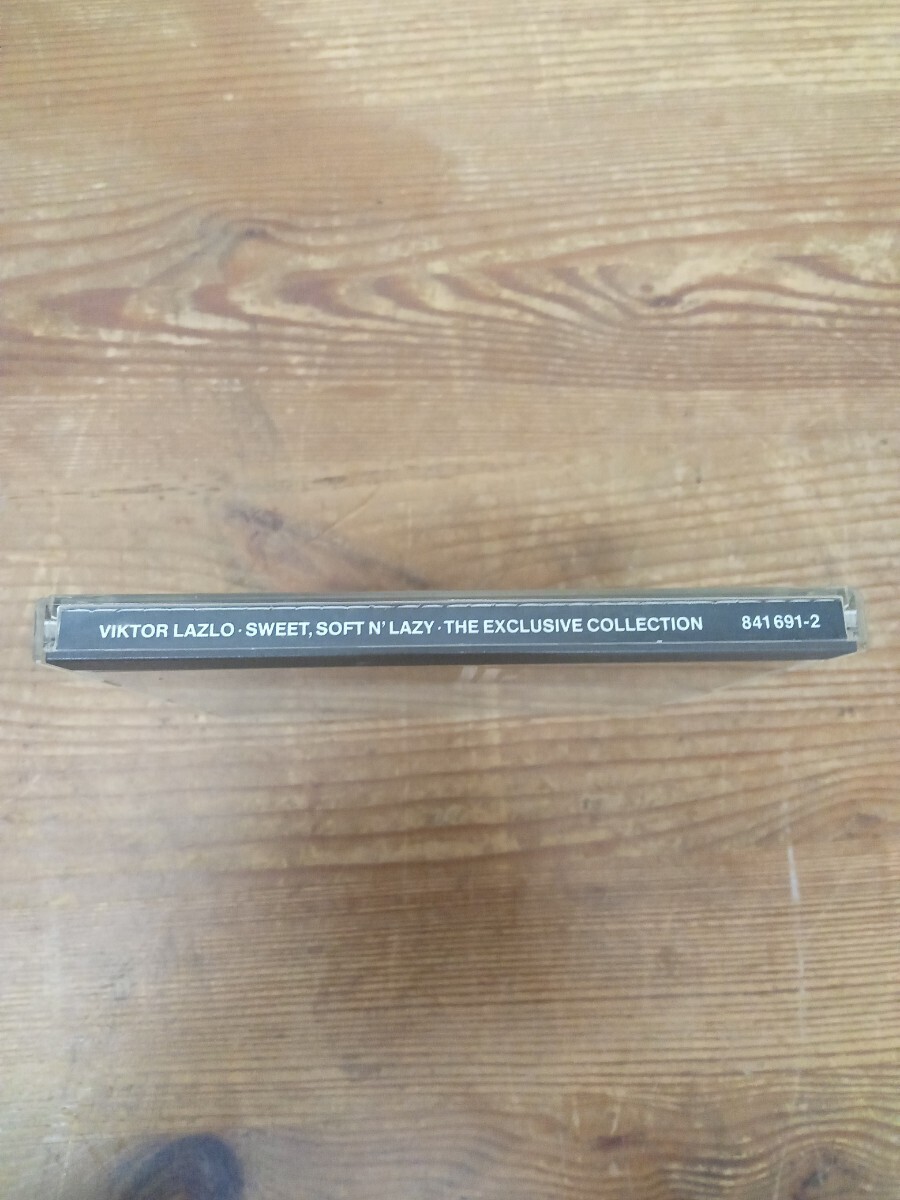 VIKTOR LAZLO · SWEET, SOFT N' LAZY · THE EXCLUSIVE COLLECTION 841 691-2